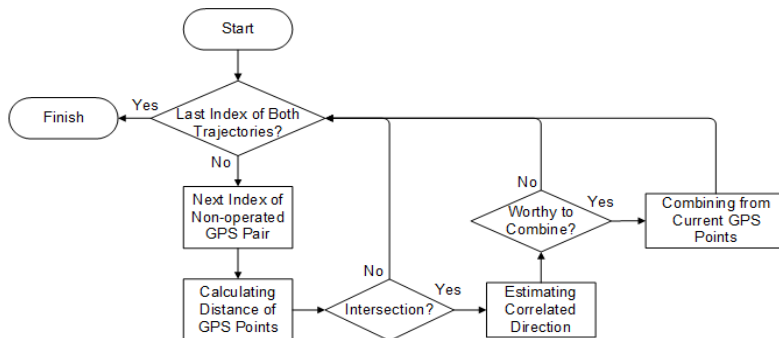 Start
Yes
Finish
Last Index of Both
Trajectories?
No
Next Index of
Non-operated
GPS Pair
Calculating
Distance of
GPS Points
Intersection?
No
Yes
Estimating
Correlated
Direction
Worthy to
Combine?
No
Yes
Combining from
Current GPS
Points